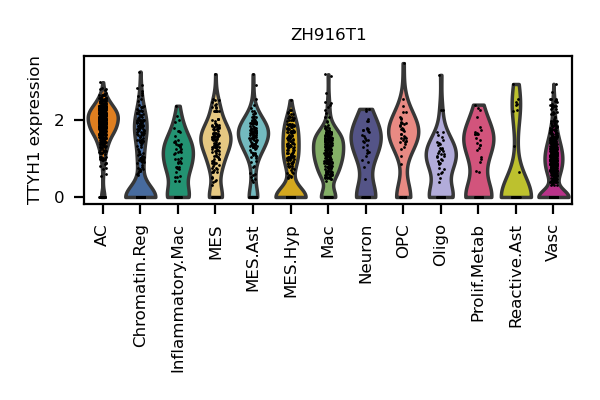 ZH916T1
TTYH1 expression
2
0
AC
Chromatin.Reg
Inflammatory.Mac
MES
MES.Ast
MES.Hyp
Mac
Neuron
OPC
Oligo
Prolif.Metab
Reactive.Ast
Vasc